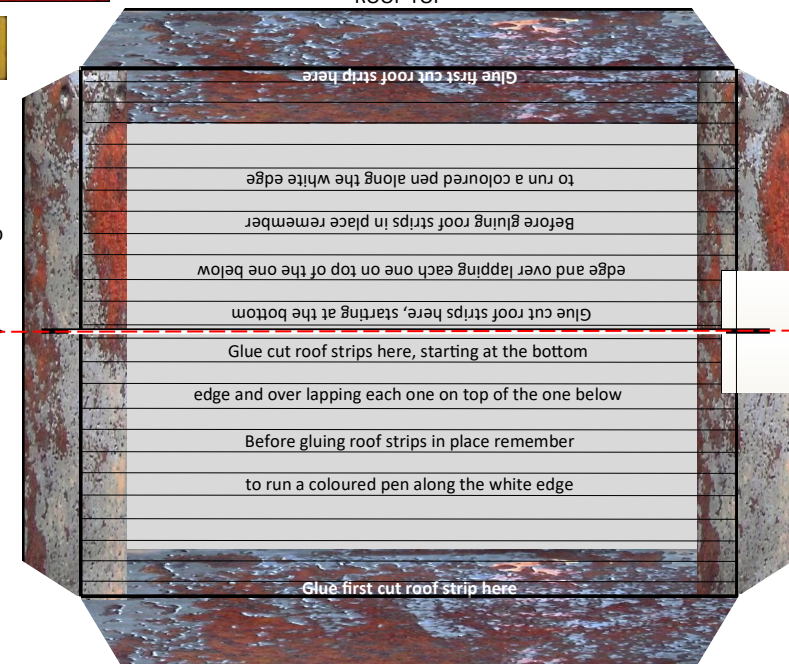 ROOF TOP
Glue first cut roof strip here
to run a coloured pen along the white edge
Before gluing roof strips in place remember
edge and over lapping each one on top of the one below
Glue cut roof strips here, starting at the bottom
Glue cut roof strips here, starting at the bottom
edge and over lapping each one on top of the one below
Before gluing roof strips in place remember
to run a coloured pen along the white edge
Glue first cut roof strip here